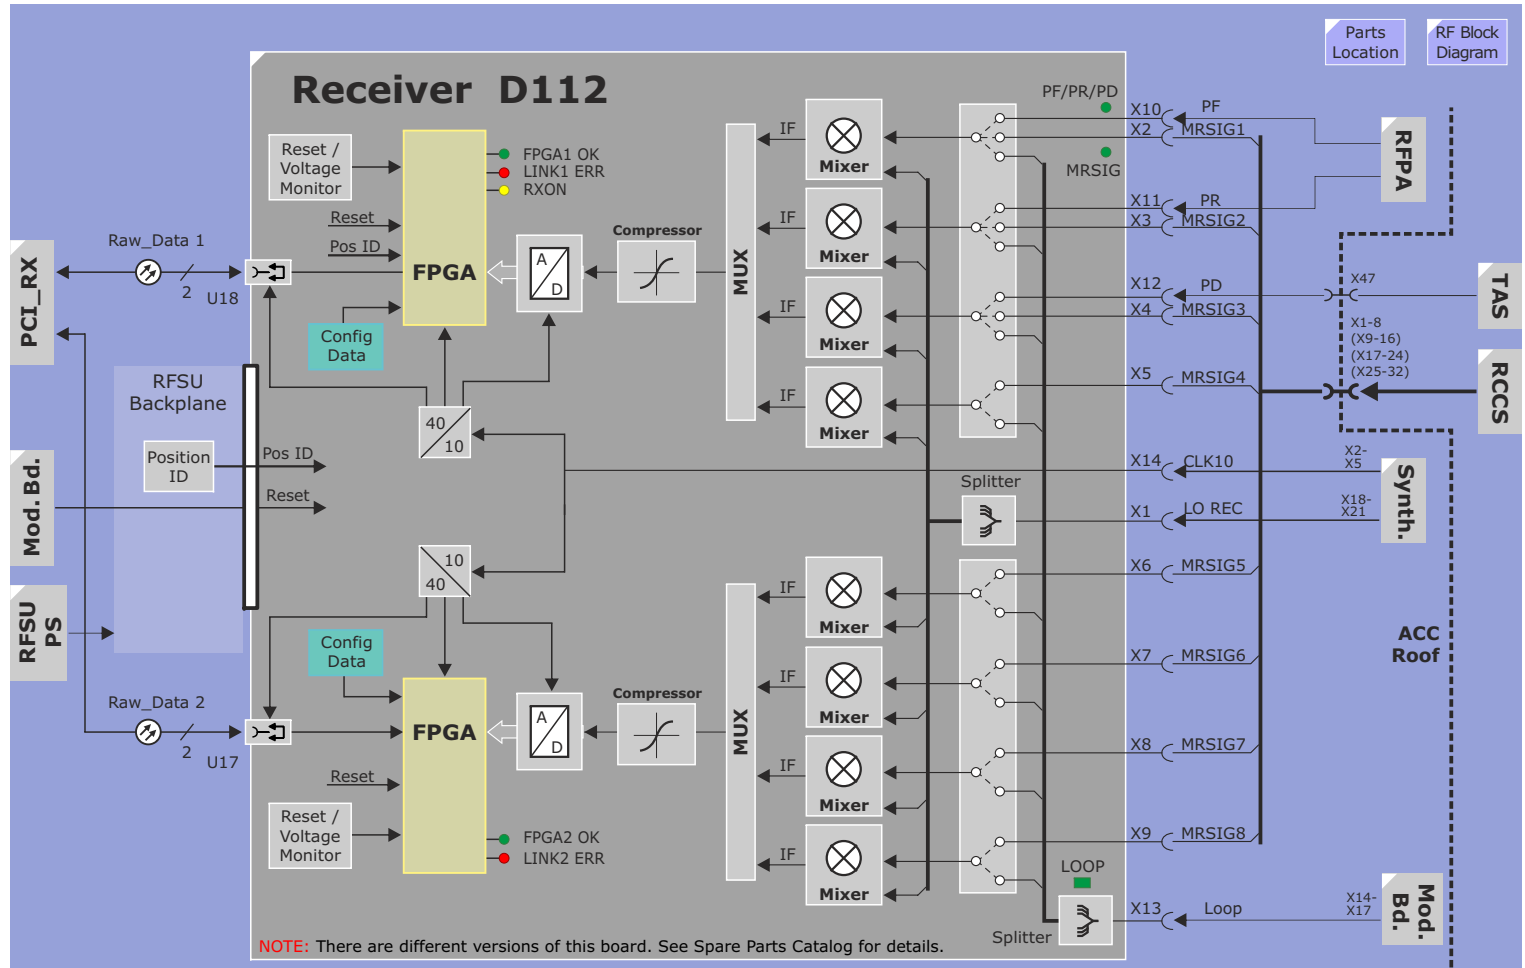 Parts
Location
RF Block
Diagram
Receiver D112
PF/PR/PD
MRSIG
Reset /
Voltage
Monitor
FPGA
FPGA1 OK
LINK1 ERR
RXON
Reset
Pos ID
Config
Data
A
D
Compressor
MUX
IF
Mixer
IF
Mixer
IF
Mixer
IF
Mixer
X10
PF
X2
MRSIG1
X11
PR
X3
MRSIG2
X12
PD
X4
MRSIG3
X5
MRSIG4
X14
CLK10
X1
LO REC
X6
MRSIG5
X7
MRSIG6
X8
MRSIG7
X9
MRSIG8
X13
Loop
RFPA
X47
TAS
X1-8
(X9-16)
(X17-24)
(X25-32)
RCCS
X2-
X5
X18-
X21
Synth.
ACC
Roof
X14-
X17
Mod.
Bd.
PCI_RX
Raw_Data 1
2
U18
RFSU
Backplane
Position
ID
Pos ID
Reset
Mod. Bd.
RFSU
PS
Raw_Data 2
2
U17
40
10
10
40
Splitter
Config
Data
FPGA
A
D
Compressor
MUX
IF
Mixer
IF
Mixer
IF
Mixer
IF
Mixer
Reset
Reset /
Voltage
Monitor
FPGA2 OK
LINK2 ERR
LOOP
Splitter
NOTE: There are different versions of this board. See Spare Parts Catalog for details.